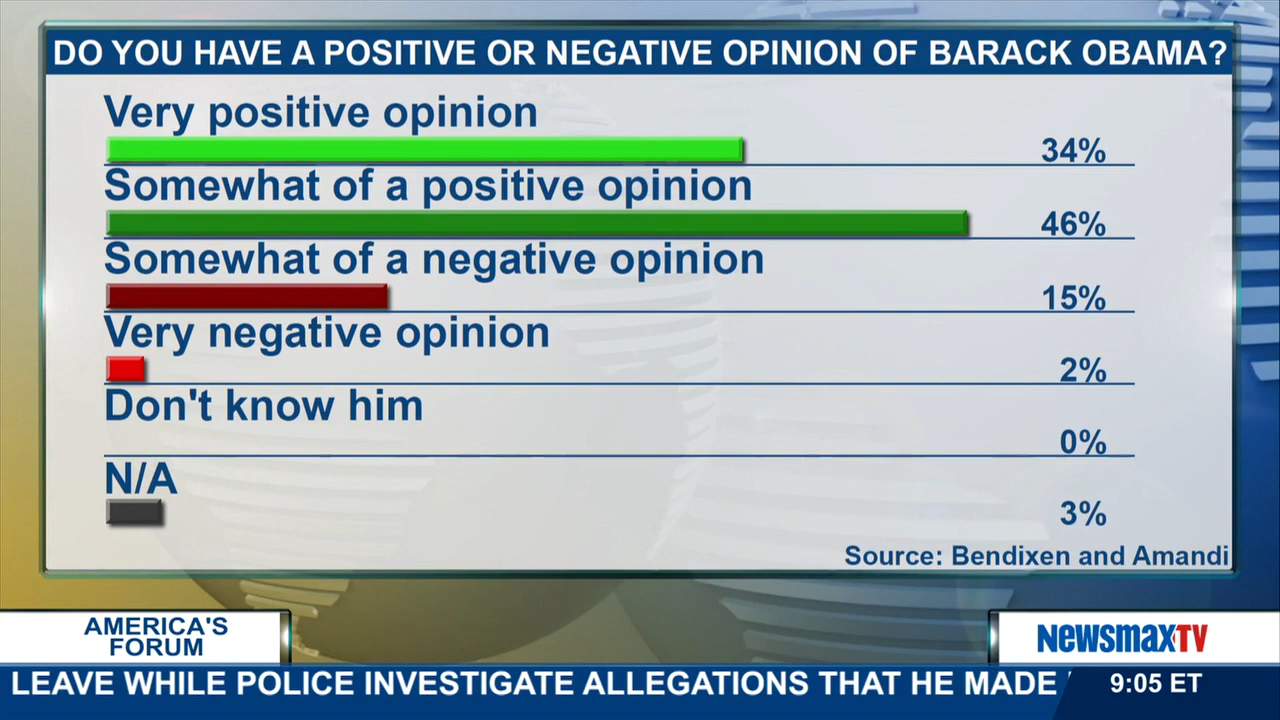 DO YOU HAVE A POSITIVE OR NEGATIVE OPINION OF BARACK OBAMA?
Very positive opinion
34%
Somewhat of a positive opinion
46%
Somewhat of a negative opinion
15%
Very negative opinion
2%
Don't know him
0%
N/A
3%
Source: Bendixen and Amandi
AMERICA'S
FORUM
NEWSMAXTV
LEAVE WHILE POLICE INVESTIGATE ALLEGATIONS THAT HE MADE
9:05 ET